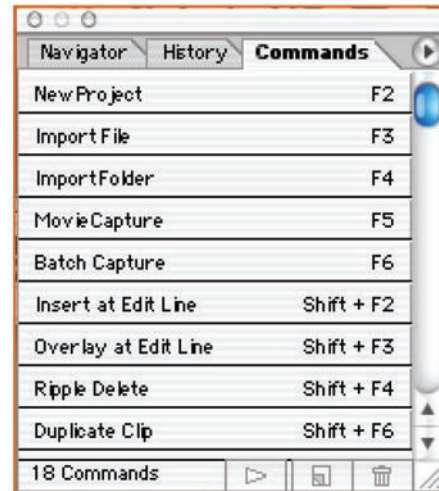 Navigator History Commands
New Project F2
Import File F3
Import Folder F4
Movie Capture F5
Batch Capture F6
Insert at Edit Line Shift + F2
Overlay at Edit Line Shift + F3
Ripple Delete Shift + F4
Duplicate Clip Shift + F6
18 Commands